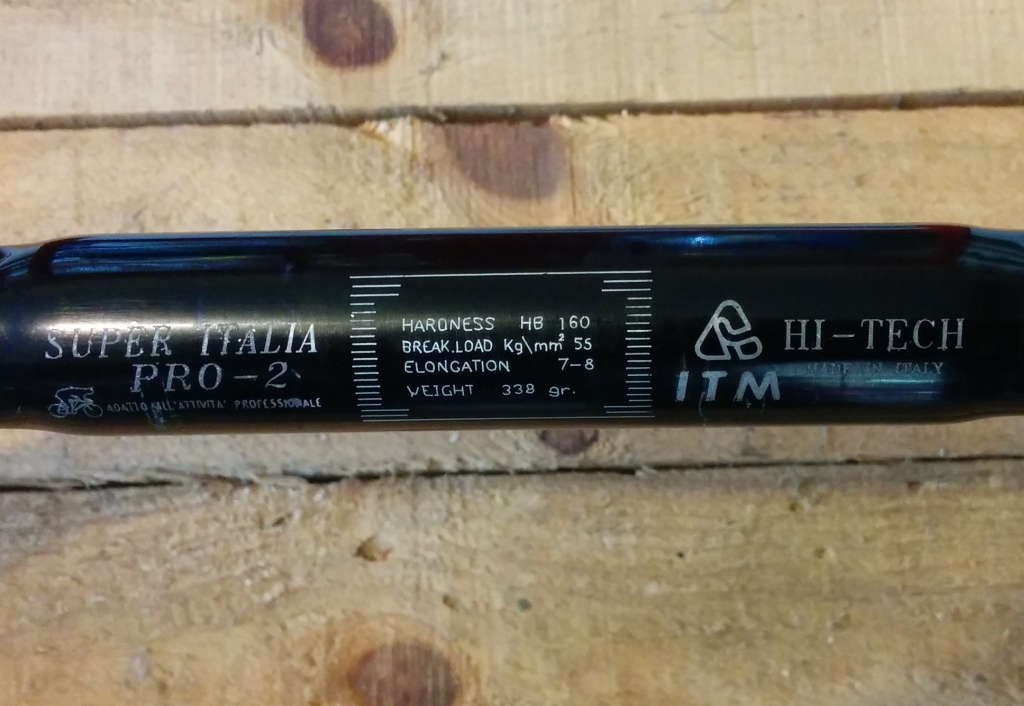 SUPER ITALIA
PRO-2
ADATTO ALL'ATTIVITA' PROFESSIONALE
HARDNESS HB 160
BREAK.LOAD Kg\mm² 55
ELONGATION 7-8
WEIGHT 338 gr.
HI-TECH
MADE IN ITALY
ITM